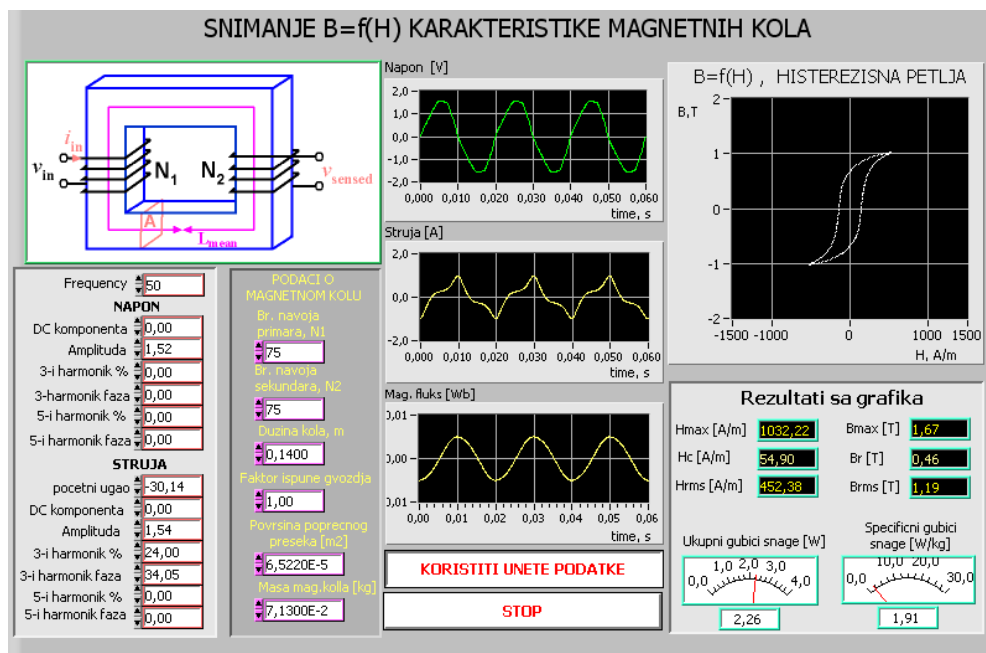 SNIMANJE B=f(H) KARAKTERISTIKE MAGNETNIH KOLA
i in
v in
N1
N2
v sensed
A
Lmean
Frequency 50
NAPON
DC komponenta 0,00
Amplituda 1,52
3-i harmonik % 0,00
3-harmonik faza 0,00
5-i harmonik % 0,00
5-i harmonik faza 0,00
STRUJA
pocetni ugao -30,14
DC komponenta 0,00
Amplituda 1,54
3-i harmonik % 24,00
3-i harmonik faza 34,05
5-i harmonik % 0,00
5-i harmonik faza 0,00
PODACI O
MAGNETNOM KOLU
Br. navoja
primara, N1
75
Br. navoja
sekundara, N2
75
Duzina kola, m
0,1400
Faktor ispune gvozdja
1,00
Povrsina poprecnog
preseka [m2]
6,5220E-5
Masa mag.kolla [kg]
7,1300E-2
Napon [V]
2,0
1,0
0,0
-1,0
-2,0
0,000 0,010 0,020 0,030 0,040 0,050 0,060
time, s
Struja [A]
2,0
0,0
-2,0
0,000 0,010 0,020 0,030 0,040 0,050 0,060
time, s
Mag. fluks [Wb]
0,01
0,00
0,01
0,00 0,01 0,02 0,03 0,04 0,05 0,06
time, s
KORISTITI UNETE PODATKE
STOP
B=f(H) , HISTEREZISNA PETLJA
B,T
2
1
0
-1
-2
-1500 -1000 0 1000 1500
H, A/m
Rezultati sa grafika
Hmax [A/m] 1032,22 Bmax [T] 1,67
Hc [A/m] 54,90 Br [T] 0,46
Hrms [A/m] 452,38 Brms [T] 1,19
Ukupni gubici snage [W]
0,0 1,0 2,0 3,0 4,0
2,26
Specificni gubici
snage [W/kg]
0,0 10,0 20,0 30,0
1,91